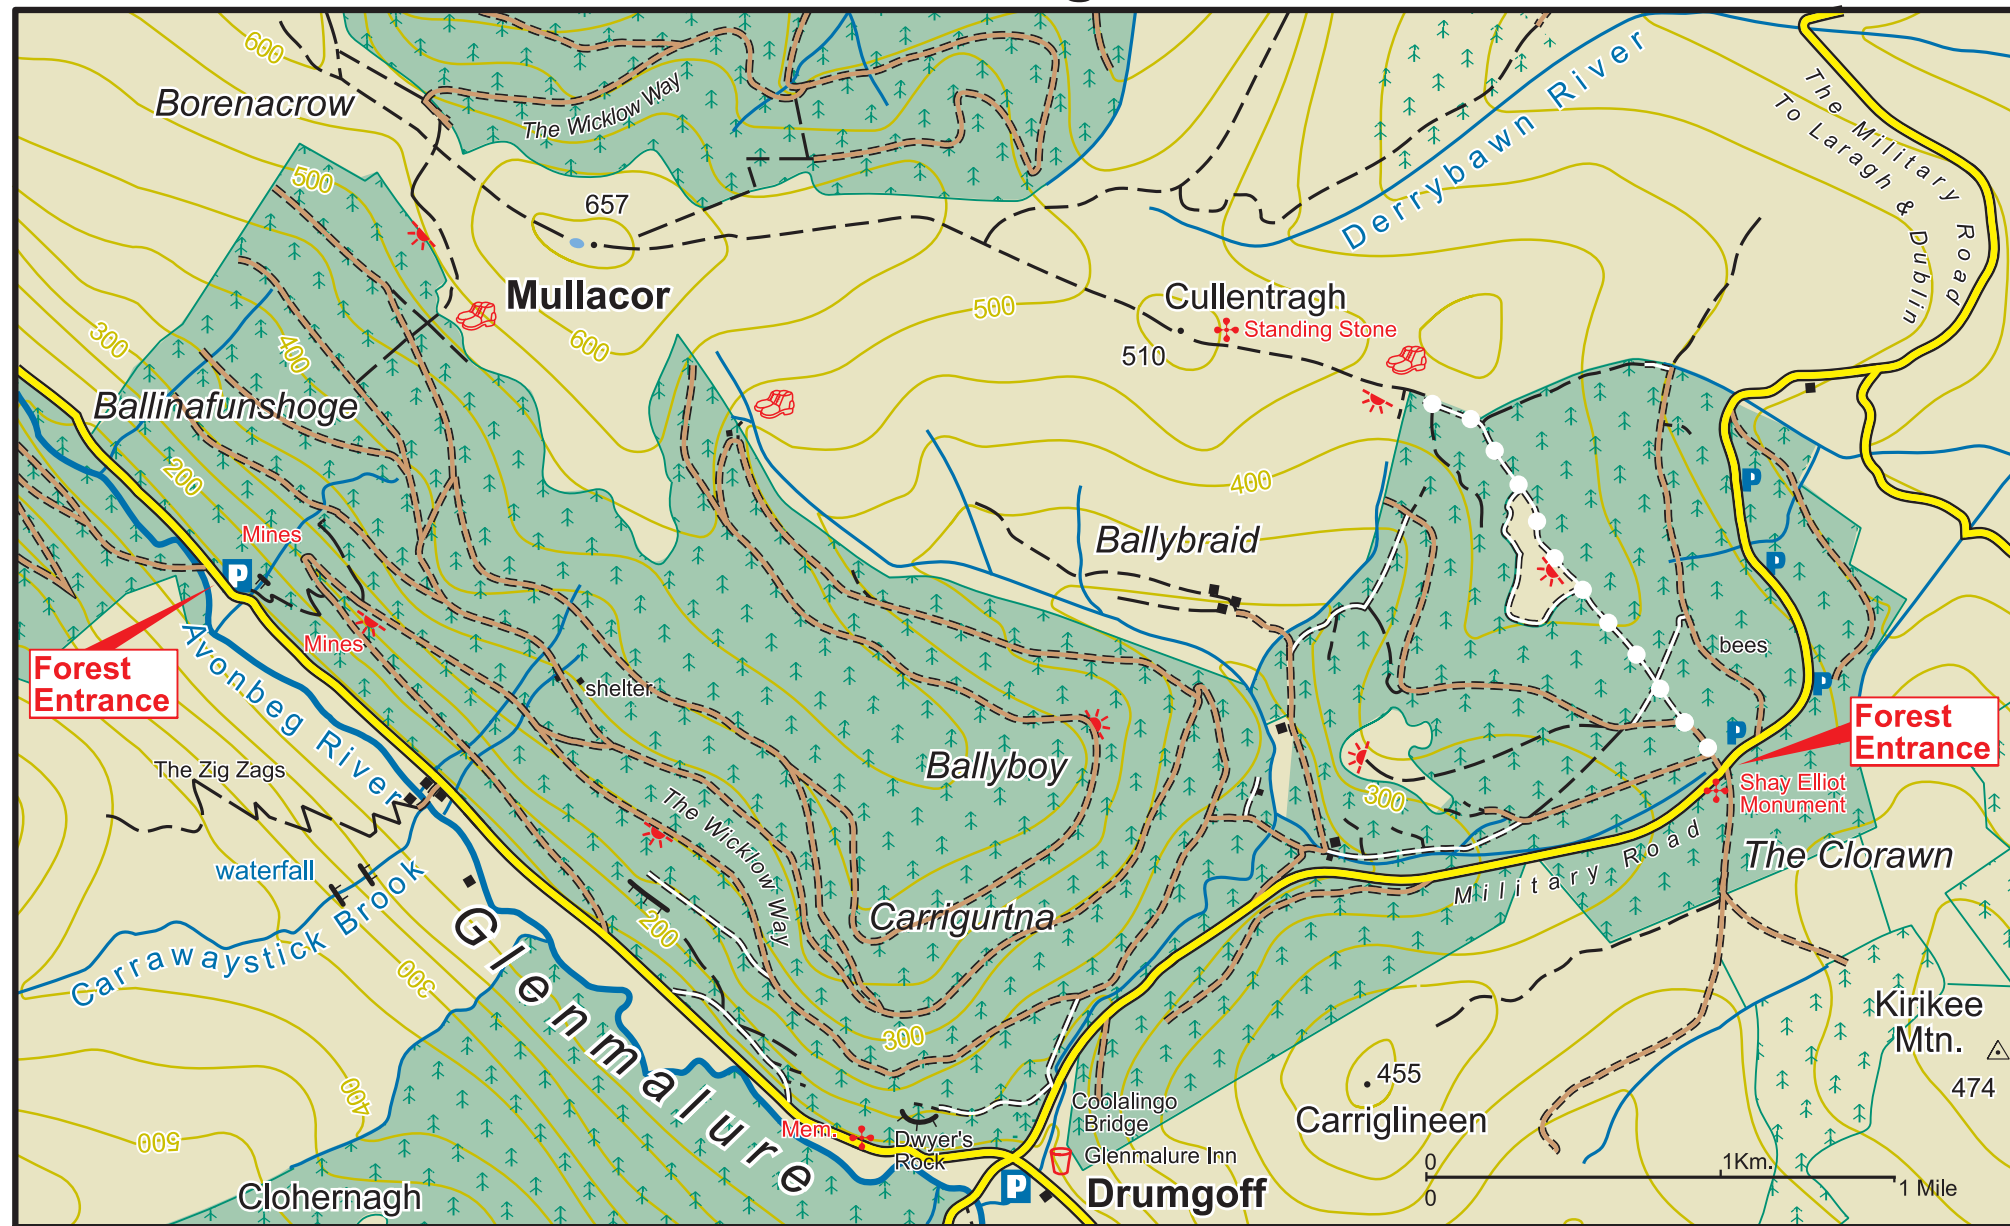 600
Borenacrow
The Wicklow Way
500
657
Mullacor
600
300
400
Ballinafunshoge
200
Mines
Mines
P
Forest
Entrance
Avonbeg River
The Zig Zags
waterfall
Carrawaystick Brook
shelter
The Wicklow Way
200
Glenmalure
300
400
500
Clohernagh
Mem.
Dwyer's
Rock
P
Coolalingo
Bridge
Glenmalure Inn
Drumgoff
300
Carrigurtna
Ballyboy
500
Cullentragh
Standing Stone
510
400
Ballybraid
Derrybawn River
The Military Road
To Laragh & Dublin
P
P
P
P
bees
Forest
Entrance
Shay Elliot
Monument
300
Military Road
The Clorawn
Kirikee
Mtn.
474
455
Carriglineen
0
1Km.
0
1 Mile